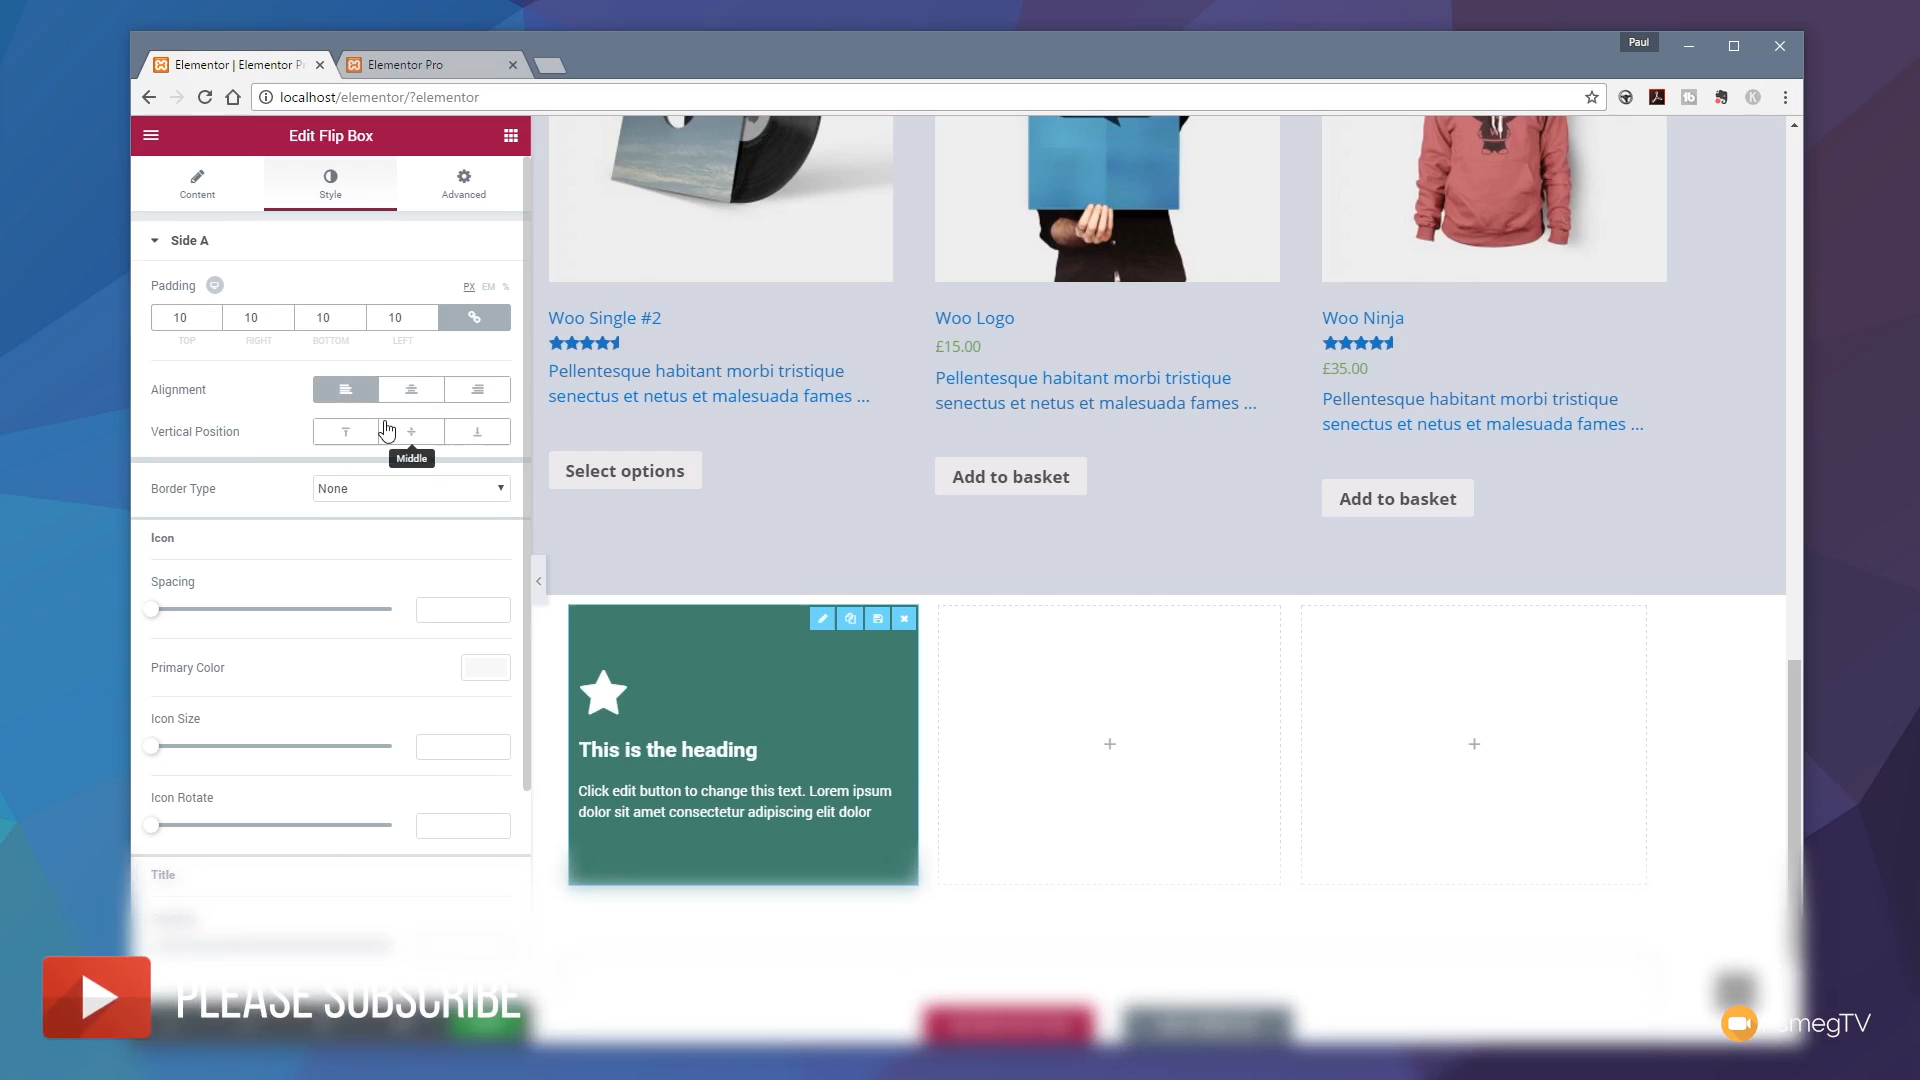 Paul
Elementor | Elementor P
Elementor Pro
localhost/elementor/?elementor
Edit Flip Box
Content
Style
Advanced
Side A
Padding
PX EM %
10 10 10 10
TOP RIGHT BOTTOM LEFT
Alignment
Vertical Position
Middle
Border Type
None
Icon
Spacing
Primary Color
Icon Size
Icon Rotate
Title
Woo Single #2
Pellentesque habitant morbi tristique
senectus et netus et malesuada fames ...
Select options
Woo Logo
£15.00
Pellentesque habitant morbi tristique
senectus et netus et malesuada fames ...
Add to basket
Woo Ninja
£35.00
Pellentesque habitant morbi tristique
senectus et netus et malesuada fames ...
Add to basket
This is the heading
Click edit button to change this text. Lorem ipsum
dolor sit amet consectetur adipiscing elit dolor
PLEASE SUBSCRIBE
megTV